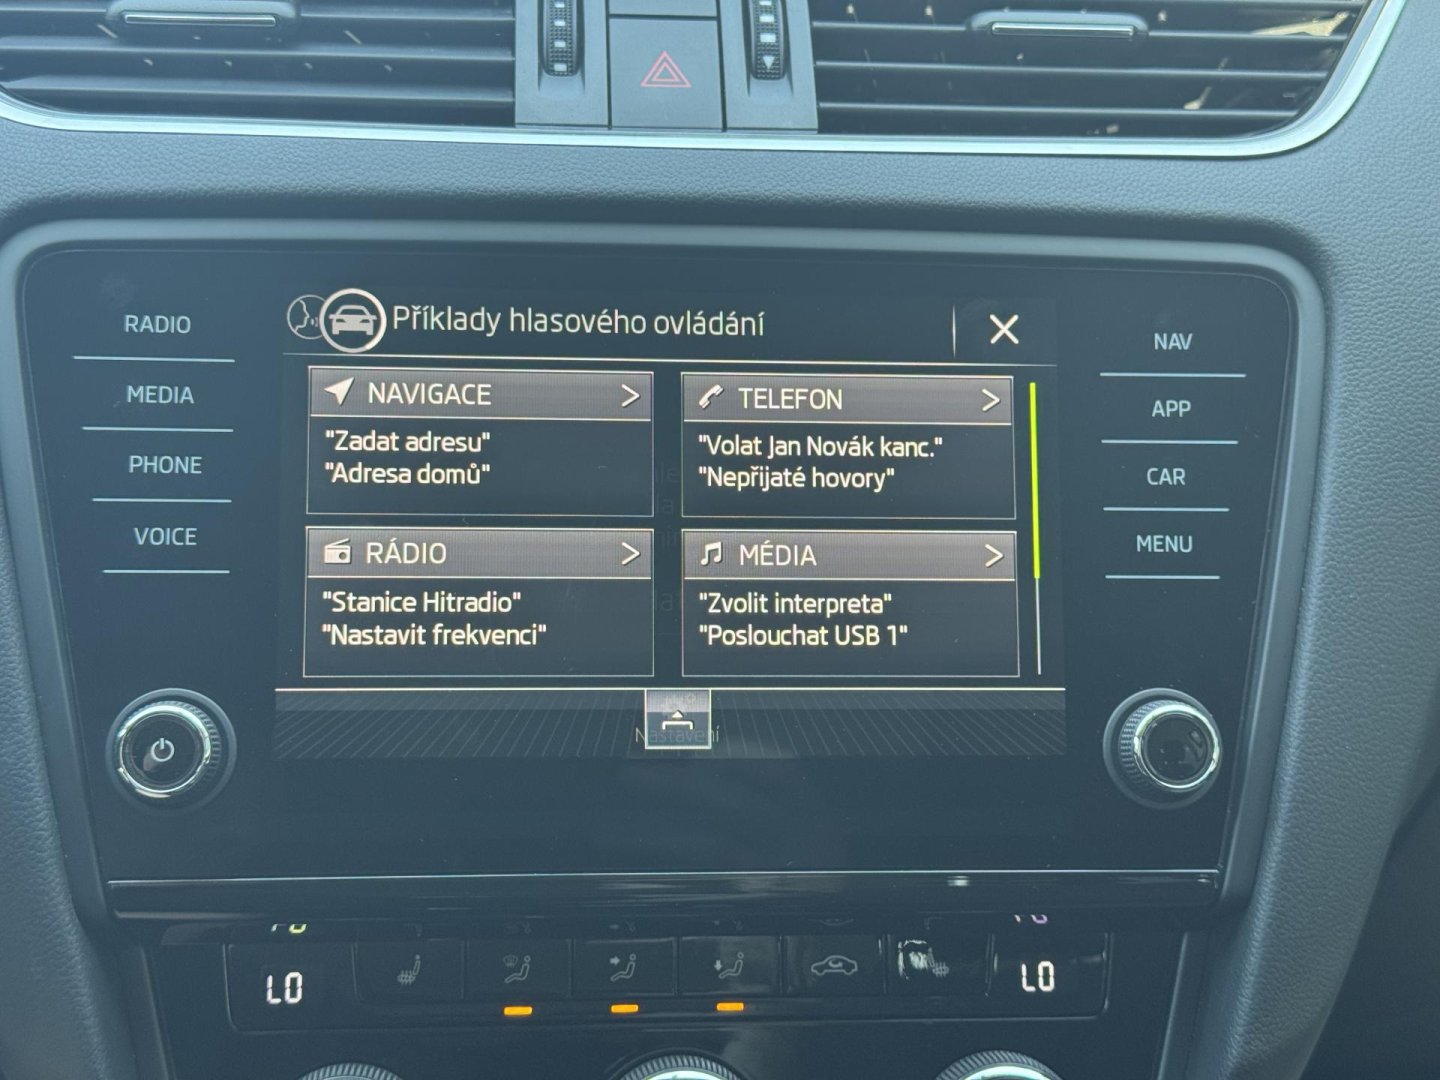 RADIO
MEDIA
PHONE
VOICE
Příklady hlasového ovládání
NAVIGACE
"Zadat adresu"
"Adresa domů"
TELEFON
"Volat Jan Novák kanc."
"Nepřijaté hovory"
RÁDIO
"Stanice Hitradio"
"Nastavit frekvenci"
MÉDIA
"Zvolit interpreta"
"Poslouchat USB 1"
Nastavení
NAV
APP
CAR
MENU
LO
LO